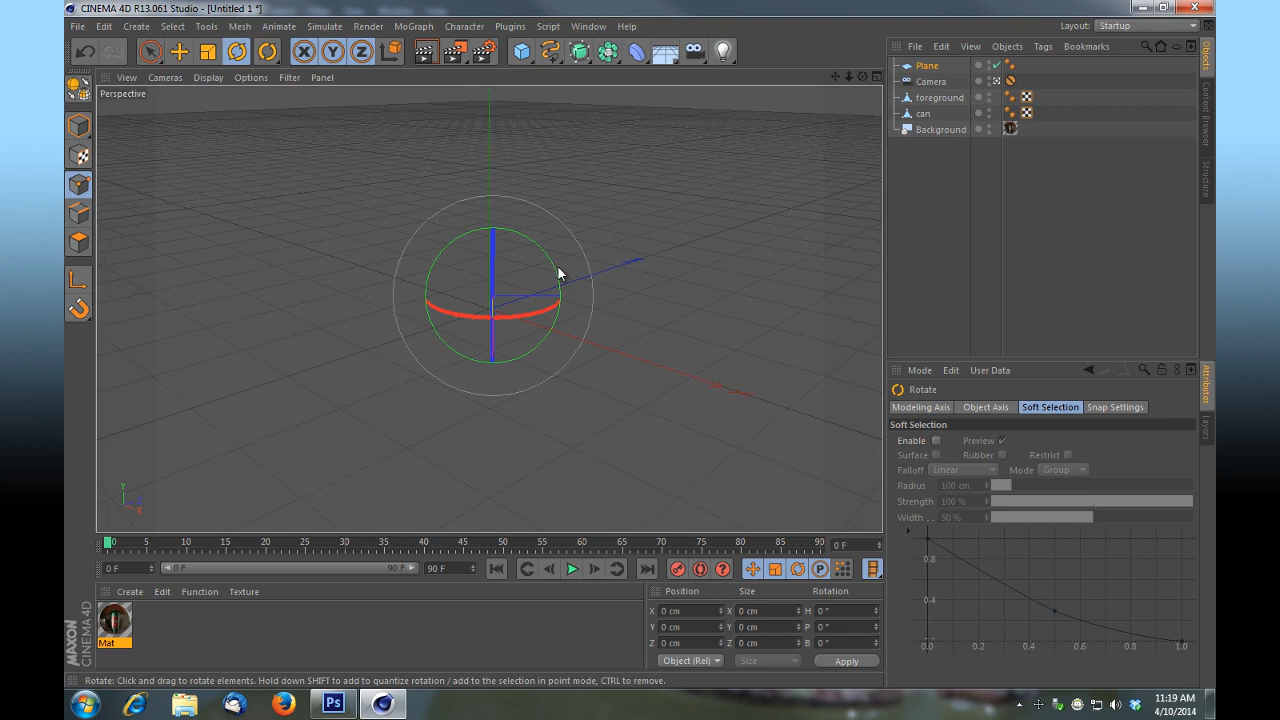 CINEMA 4D R13.061 Studio - [Untitled 1 *]
File Edit Create Select Tools Mesh Animate Simulate Render MoGraph Character Plugins Script Window Help
Layout: Startup
View Cameras Display Options Filter Panel
Perspective
X Y Z
File Edit View Objects Tags Bookmarks
Plane
Camera
foreground
can
Background
Objects
Content Browser
Structure
Mode Edit User Data
Rotate
Modeling Axis Object Axis Soft Selection Snap Settings
Soft Selection
Enable Preview
Surface Rubber Restrict
Falloff Linear Mode Group
Radius 100 cm
Strength 100 %
Width . . 50 %
0.8
0.4
0.0 0.2 0.4 0.6 0.8 1.0
Attributes
Layers
Y
X
0 5 10 15 20 25 30 35 40 45 50 55 60 65 70 75 80 85 90 0 F
0 F 0 F 90 F 90 F
Create Edit Function Texture
Mat
MAXON
CINEMA 4D
Position Size Rotation
X 0 cm X 0 cm H 0 °
Y 0 cm Y 0 cm P 0 °
Z 0 cm Z 0 cm B 0 °
Object (Rel) Size Apply
Rotate: Click and drag to rotate elements. Hold down SHIFT to add to quantize rotation / add to the selection in point mode, CTRL to remove.
Ps
11:19 AM
4/10/2014